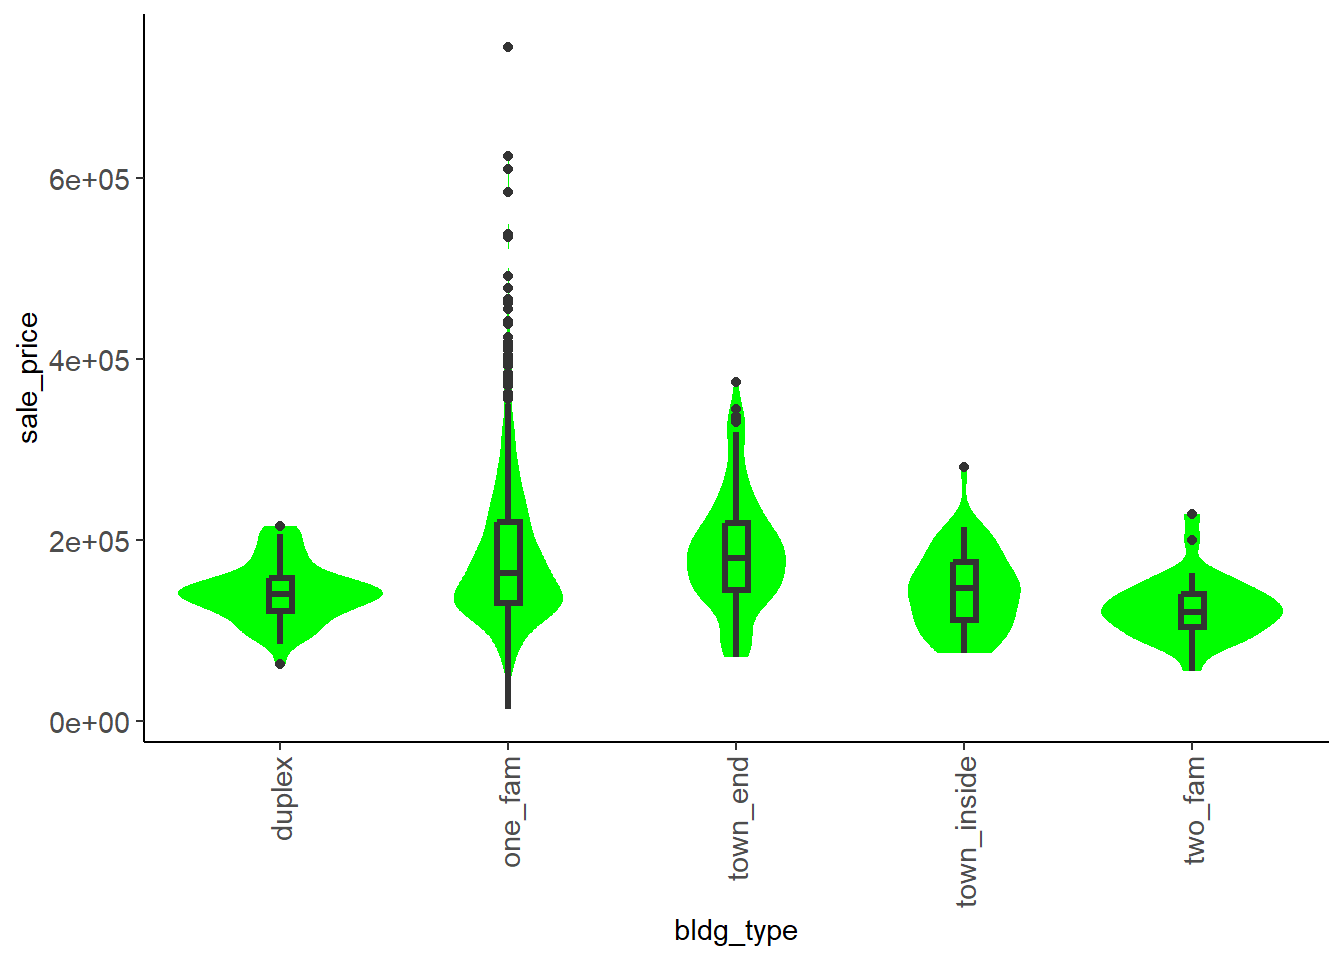 sale_price
6e+05
4e+05
2e+05
0e+00
duplex
one_fam
town_end
town_inside
two_fam
bldg_type